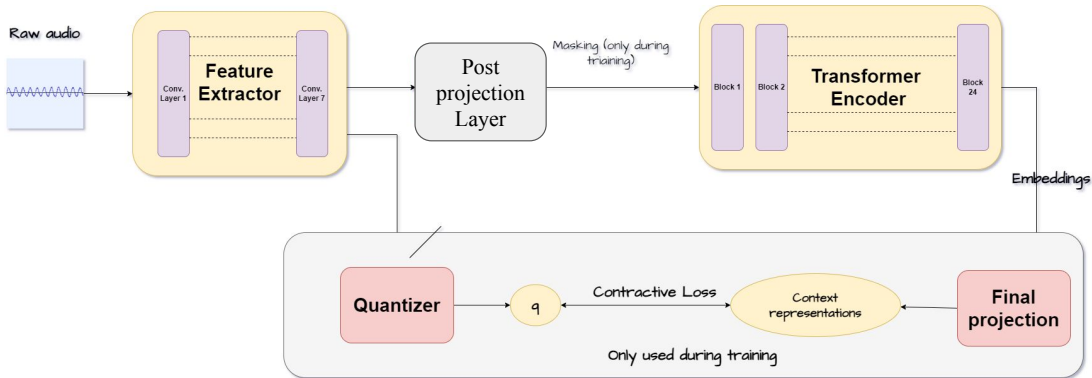 Raw audio
Conv.
Layer 1
Feature
Extractor
Conv.
Layer 7
Post
projection
Layer
Masking (only during
training)
Block 1
Block 2
Transformer
Encoder
Block
24
Embeddings
Quantizer
q
Contractive Loss
Context
representations
Final
projection
Only used during training